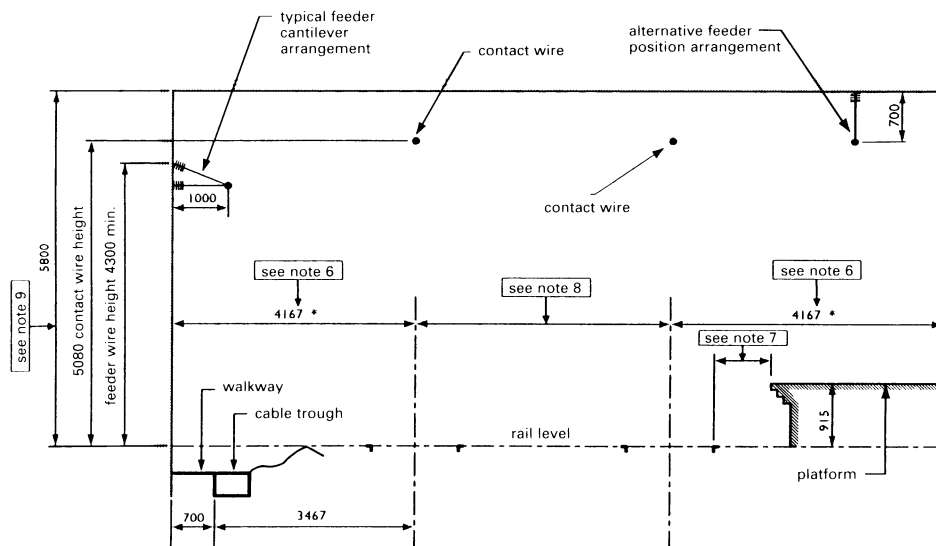 typical feeder
cantilever
arrangement
contact wire
alternative feeder
position arrangement
700
1000
contact wire
5800
5080 contact wire height
feeder wire height 4300 min.
see note 9
see note 6
see note 8
see note 6
4167 *
4167 *
see note 7
walkway
cable trough
rail level
915
platform
700
3467